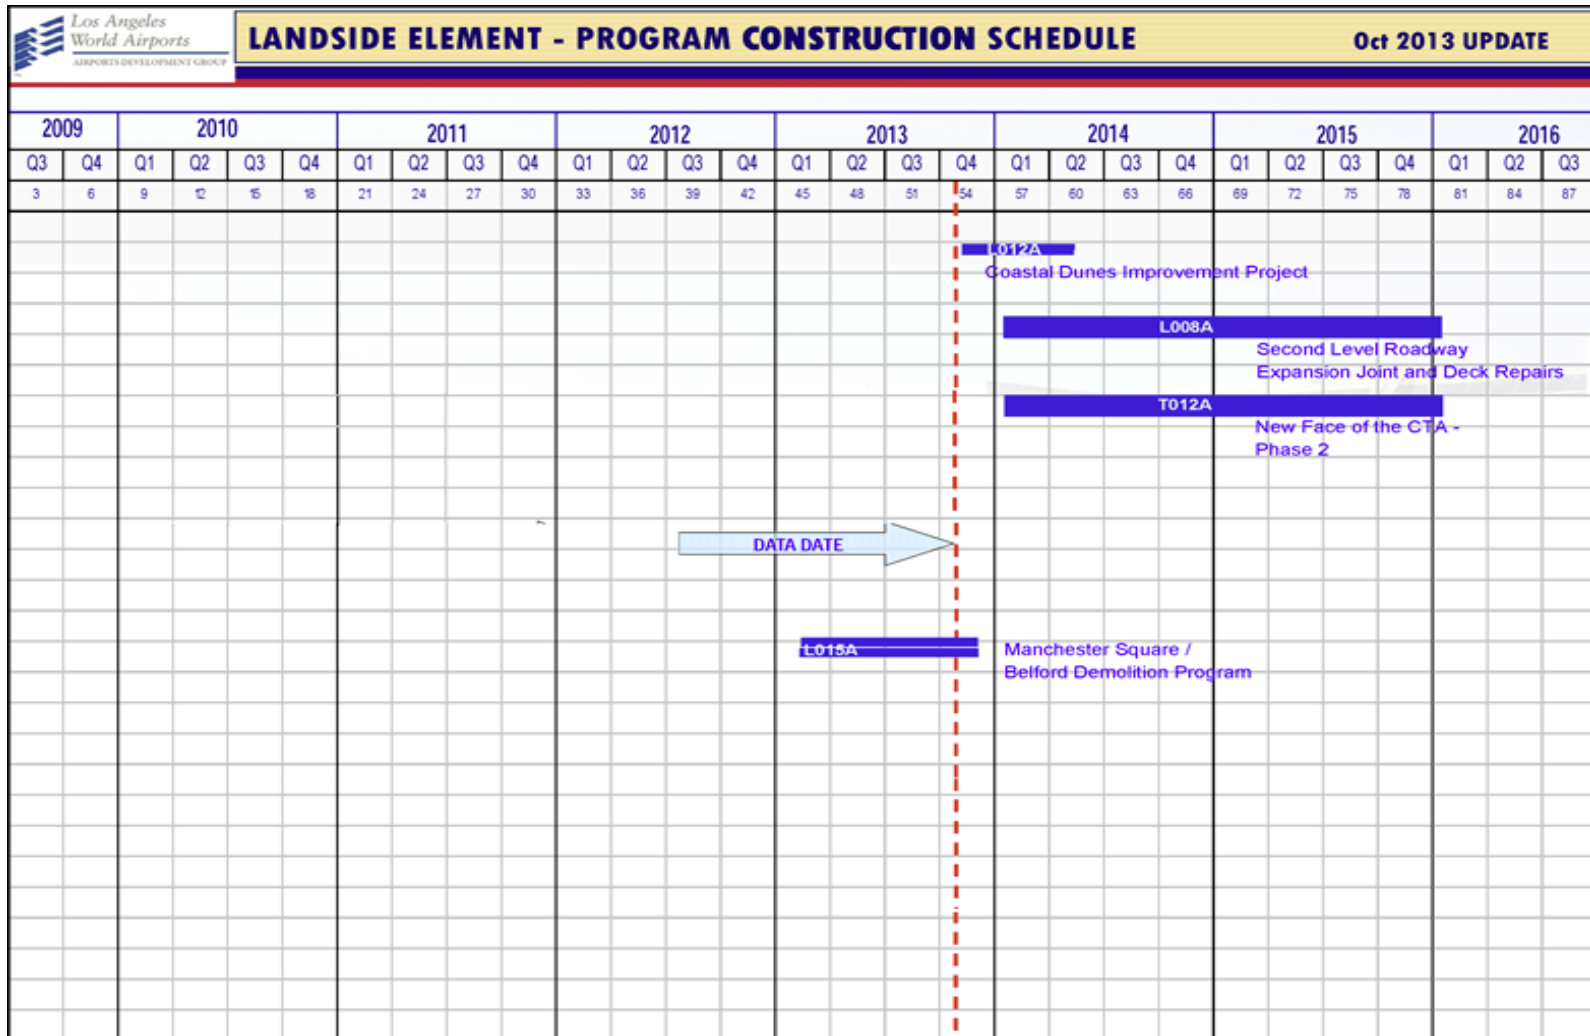 Los Angeles
World Airports
AIRPORTS DEVELOPMENT GROUP
LANDSIDE ELEMENT - PROGRAM CONSTRUCTION SCHEDULE
Oct 2013 UPDATE
2009 2010 2011 2012 2013 2014 2015 2016
Q3 Q4 Q1 Q2 Q3 Q4 Q1 Q2 Q3 Q4 Q1 Q2 Q3 Q4 Q1 Q2 Q3 Q4 Q1 Q2 Q3 Q4 Q1 Q2 Q3 Q4 Q1 Q2 Q3
3 6 9 12 15 18 21 24 27 30 33 36 39 42 45 48 51 54 57 60 63 66 69 72 75 78 81 84 87
L012A
Coastal Dunes Improvement Project
L008A
Second Level Roadway
Expansion Joint and Deck Repairs
T012A
New Face of the CTA -
Phase 2
DATA DATE
L015A
Manchester Square /
Belford Demolition Program